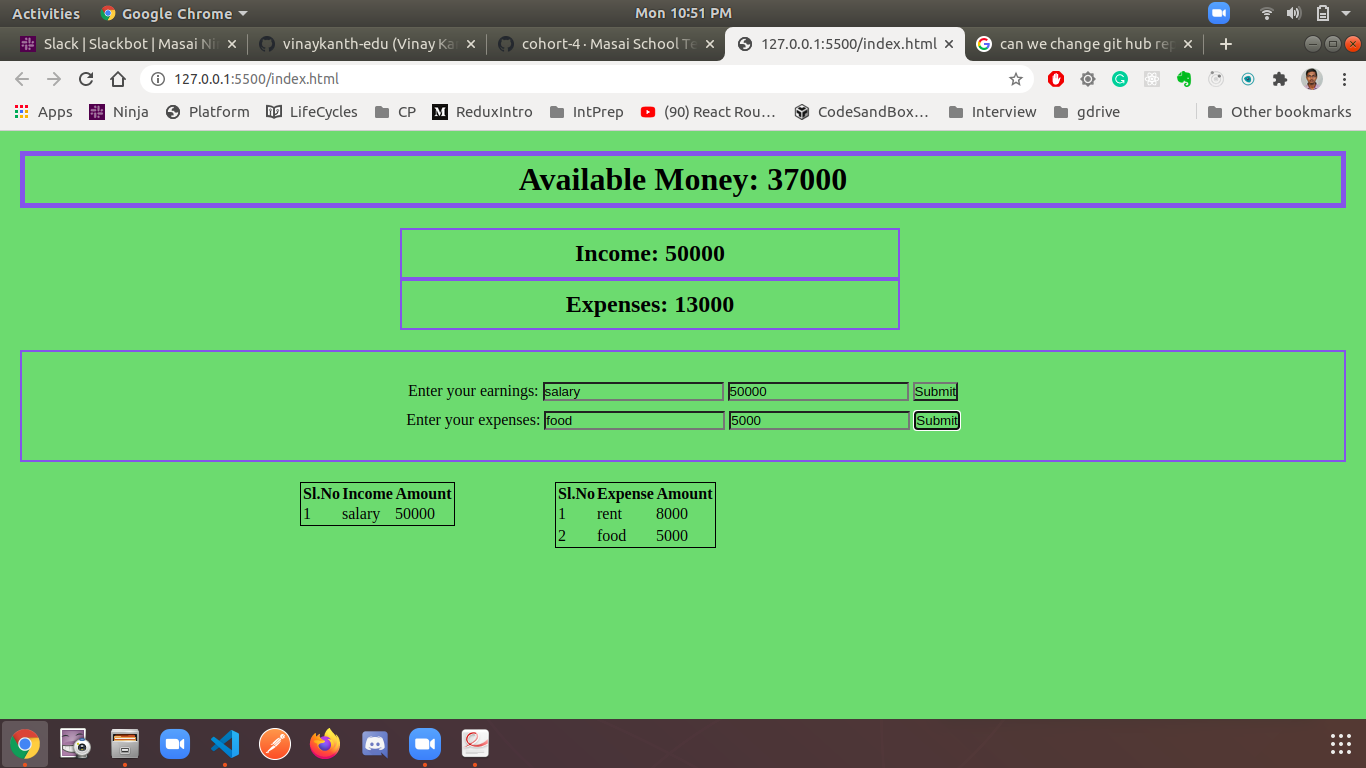 Activities Google Chrome Mon 10:51 PM
Slack | Slackbot | Masai Ni vinaykanth-edu (Vinay Ka cohort-4 · Masai School Te 127.0.0.1:5500/index.html can we change git hub rep
127.0.0.1:5500/index.html
Apps Ninja Platform LifeCycles CP ReduxIntro IntPrep (90) React Rou… CodeSandBox… Interview gdrive Other bookmarks
Available Money: 37000
Income: 50000
Expenses: 13000
Enter your earnings: salary 50000 Submit
Enter your expenses: food 5000 Submit
Sl.No Income Amount Sl.No Expense Amount
1 salary 50000 1 rent 8000
2 food 5000